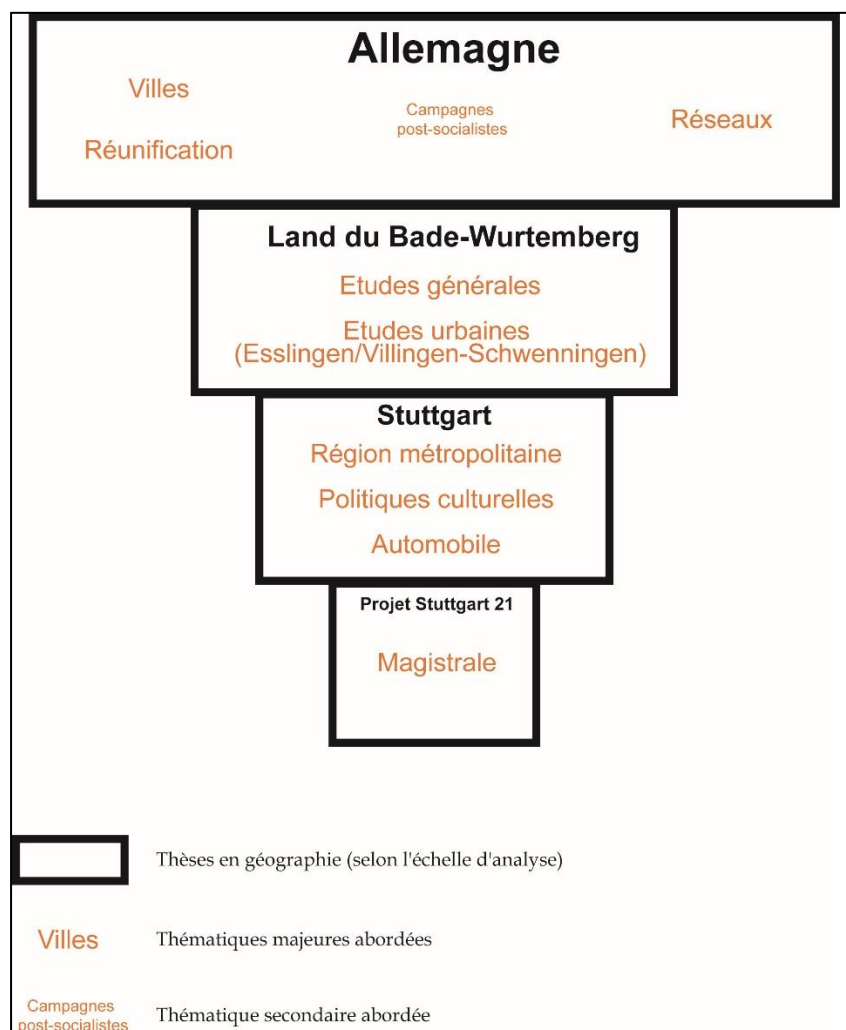 Allemagne
Villes
Campagnes
post-socialistes
Réseaux
Réunification
Land du Bade-Wurtemberg
Etudes générales
Etudes urbaines
(Esslingen/Villingen-Schwenningen)
Stuttgart
Région métropolitaine
Politiques culturelles
Automobile
Projet Stuttgart 21
Magistrale
Thèses en géographie (selon l'échelle d'analyse)
Villes
Thématiques majeures abordées
Campagnes
post-socialistes
Thématique secondaire abordée